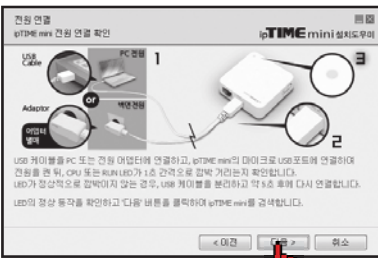 전원 연결
ipTIME mini 전원 연결 확인
ipTIME mini 설치도우미
USB
Cable
PC 전원
1
3
Adaptor
or
벽면 전원
어댑터
별매
2
USB 케이블을 PC 또는 전원 어댑터에 연결하고, ipTIME mini의 마이크로 USB포트에 연결하여
전원을 켠 뒤, CPU 또는 RUN LED가 1초 간격으로 깜박 거리는지 확인합니다.
LED가 정상적으로 깜박이지 않는 경우, USB 케이블을 분리하고 약 5초 후에 다시 연결합니다.
LED의 정상 동작을 확인하고 '다음' 버튼을 클릭하여 ipTIME mini를 검색합니다.
< 이전
다음 >
취소